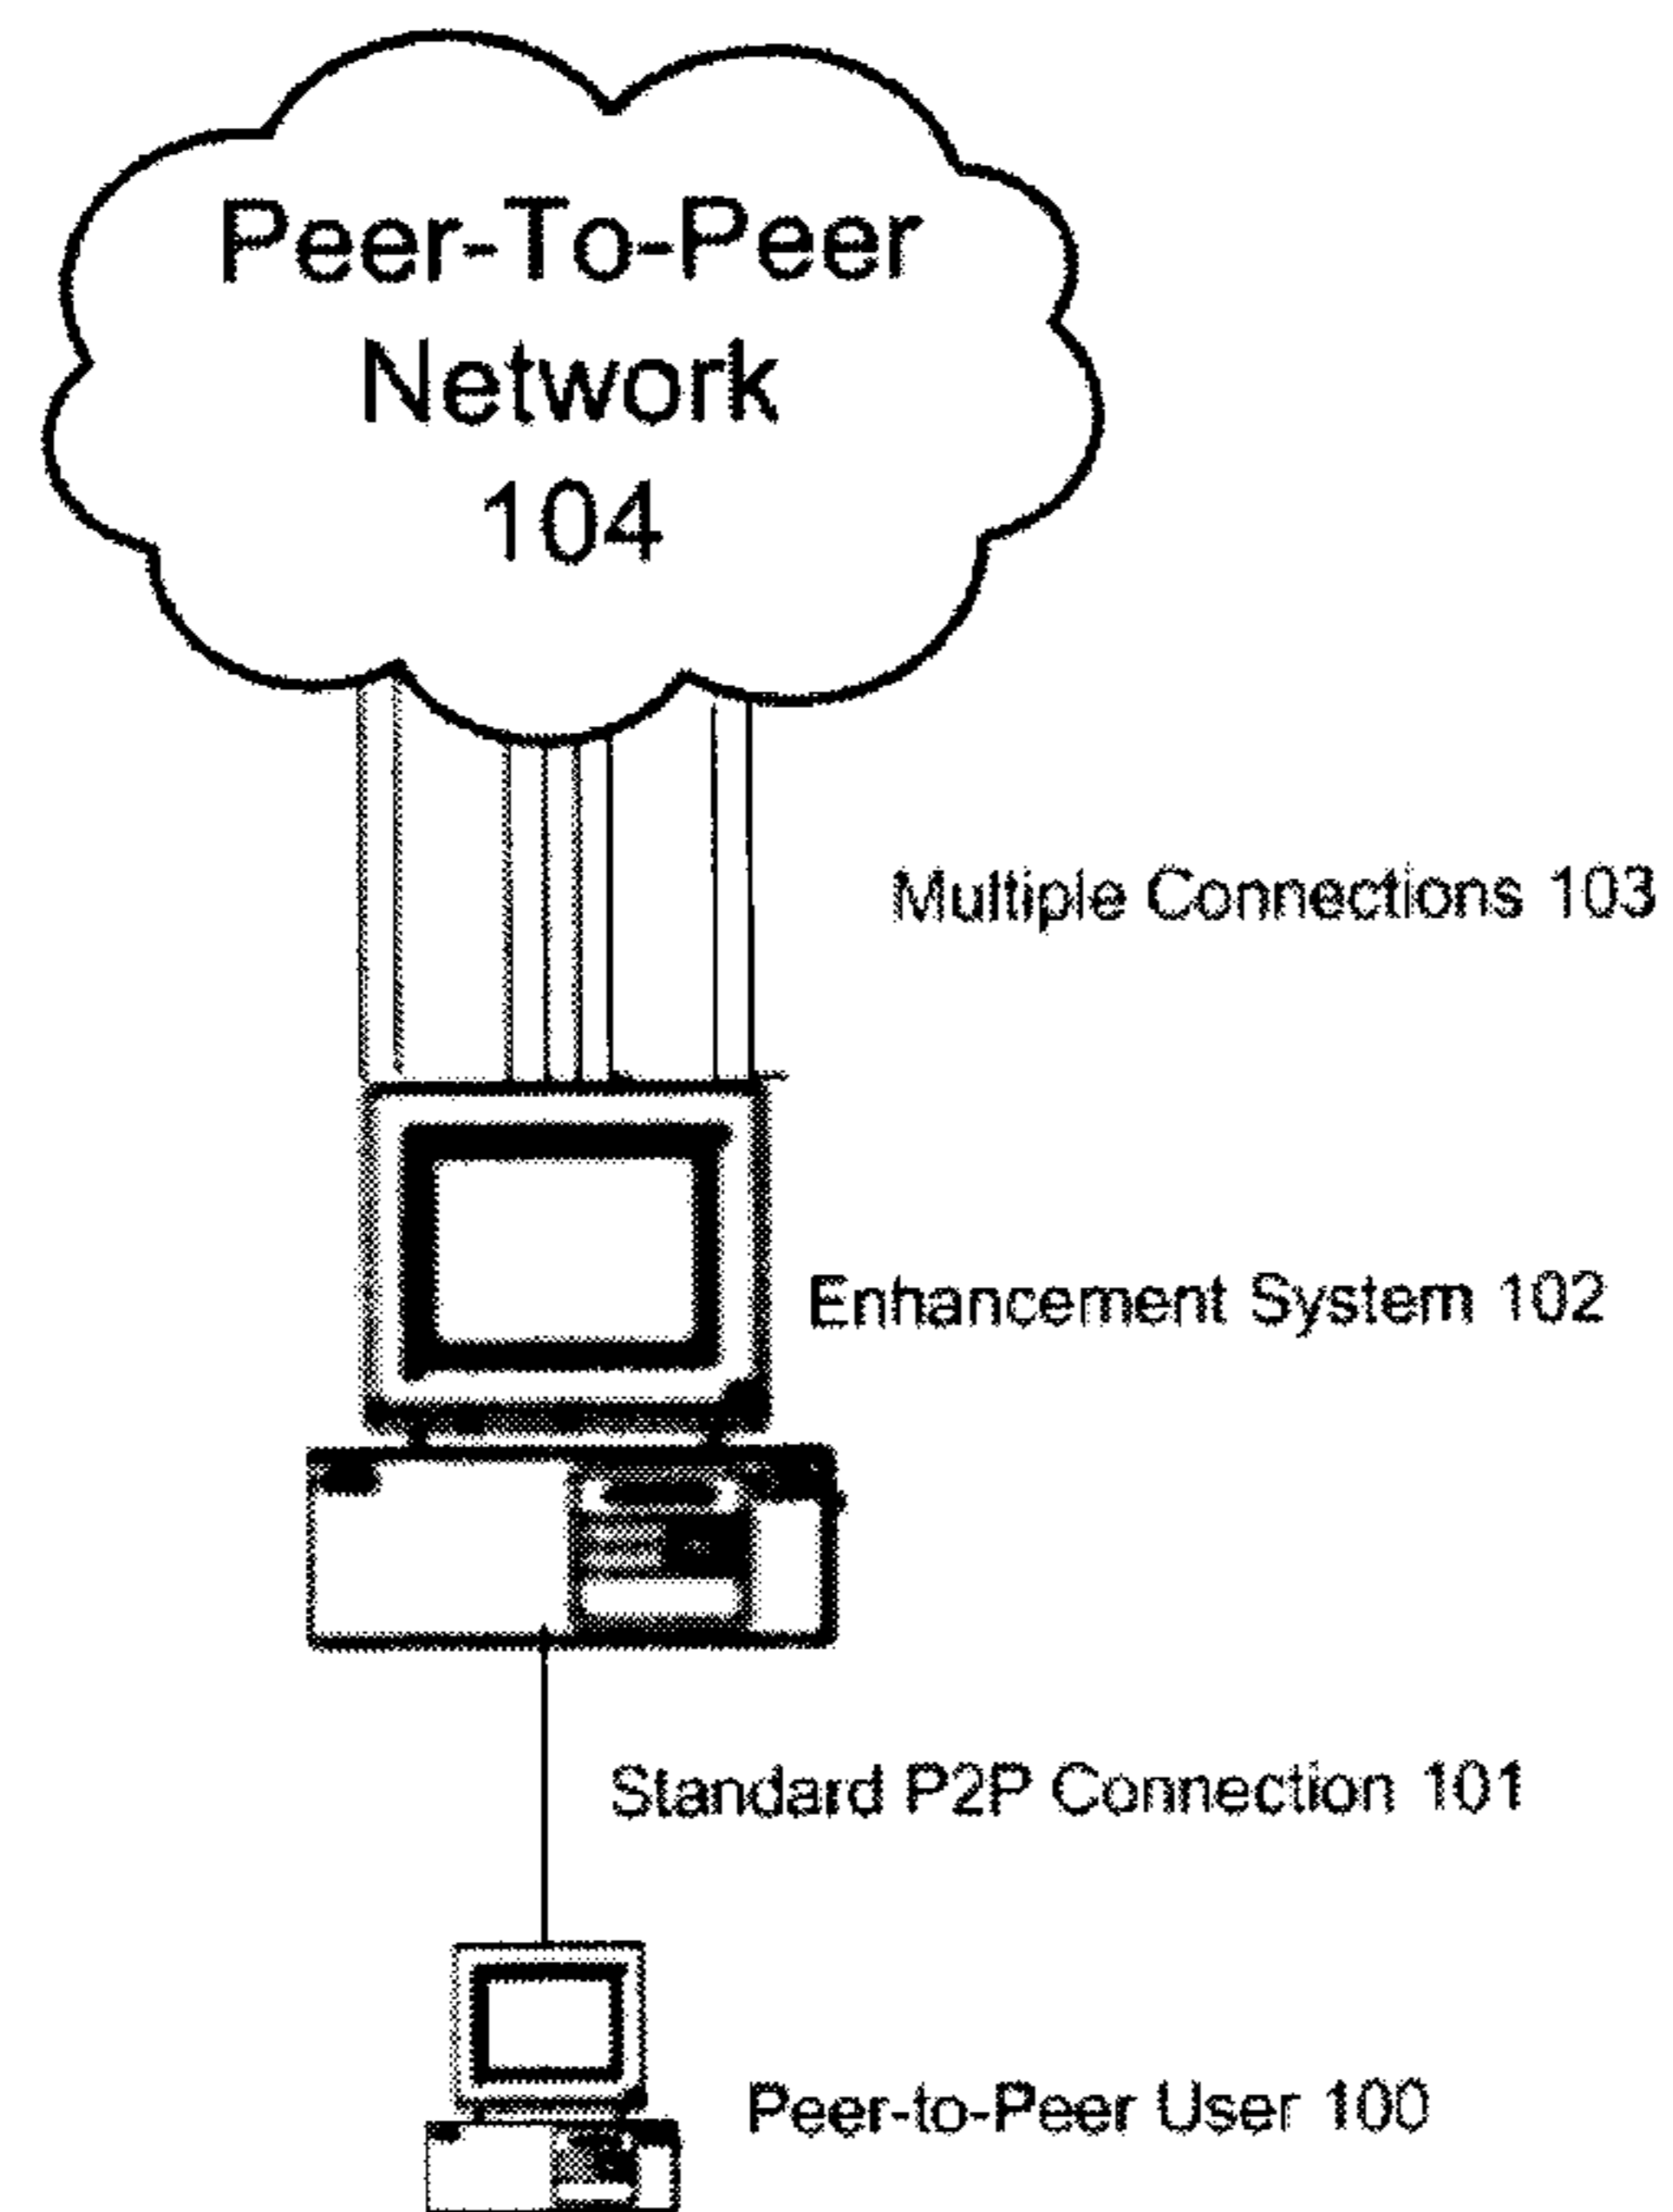 Peer-To-Peer
Network
104
Multiple Connections 103
Enhancement System 102
Standard P2P Connection 101
Peer-to-Peer User 100